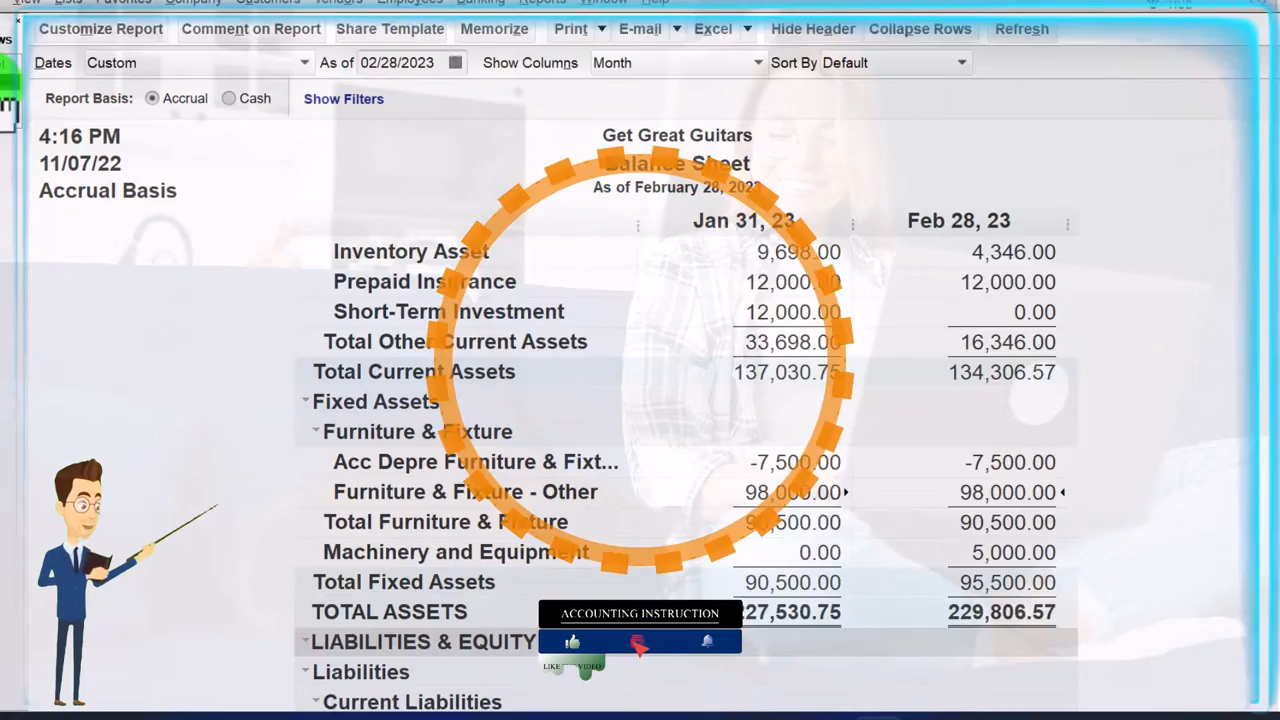 Customize Report Comment on Report Share Template Memorize Print E-mail Excel Hide Header Collapse Rows Refresh
Dates Custom As of 02/28/2023 Show Columns Month Sort By Default
Report Basis: Accrual Cash Show Filters
4:16 PM
11/07/22
Accrual Basis
Get Great Guitars
Balance Sheet
As of February 28, 2023
Jan 31, 23 Feb 28, 23
Inventory Asset 9,698.00 4,346.00
Prepaid Insurance 12,000.00 12,000.00
Short-Term Investment 12,000.00 0.00
Total Other Current Assets 33,698.00 16,346.00
Total Current Assets 137,030.75 134,306.57
Fixed Assets
Furniture & Fixture
Acc Depre Furniture & Fixt... -7,500.00 -7,500.00
Furniture & Fixture - Other 98,000.00 98,000.00
Total Furniture & Fixture 90,500.00 90,500.00
Machinery and Equipment 0.00 5,000.00
Total Fixed Assets 90,500.00 95,500.00
TOTAL ASSETS 227,530.75 229,806.57
ACCOUNTING INSTRUCTION
LIABILITIES & EQUITY
Liabilities
Current Liabilities